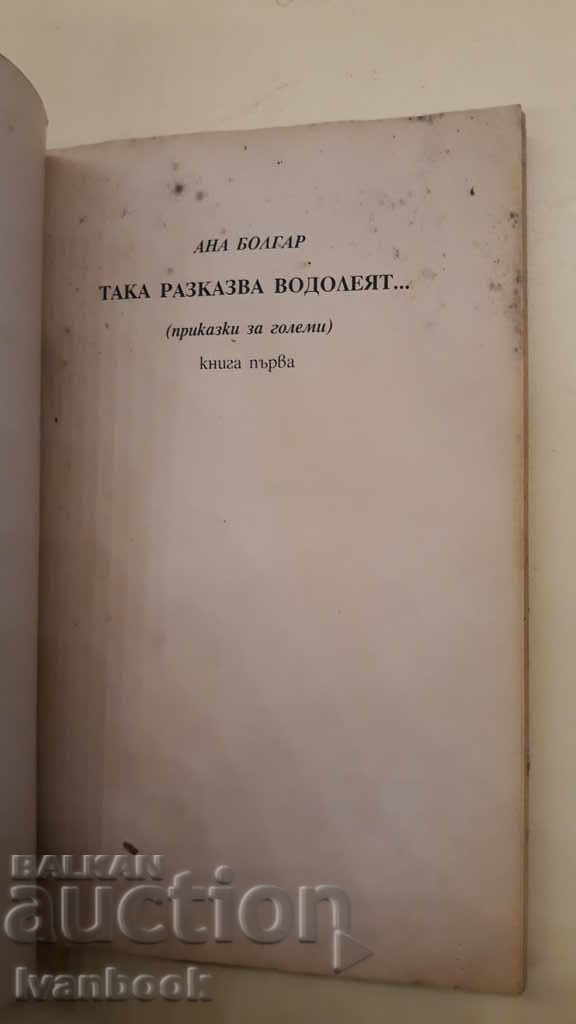 АНА БОЛГАР
ТАКА РАЗКАЗВА ВОДОЛЕЯТ...
(приказки за големи)
книга първа
BALKAN
auction
Ivanbook